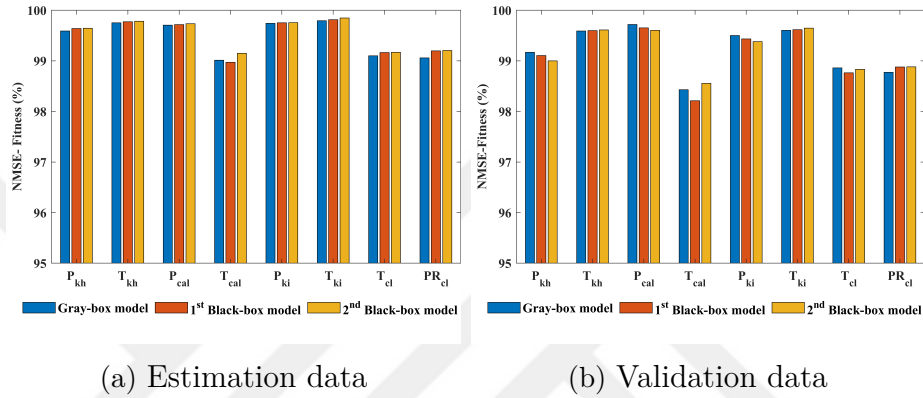 100
99
98
97
96
95
NMSE- Fitness (%)
P_kh T_kh P_cal T_cal P_ki T_ki T_cl PR_cl
Gray-box model 1st Black-box model 2nd Black-box model
(a) Estimation data
100
99
98
97
96
95
NMSE-Fitness (%)
P_kh T_kh P_cal T_cal P_ki T_ki T_cl PR_cl
Gray-box model 1st Black-box model 2nd Black-box model
(b) Validation data